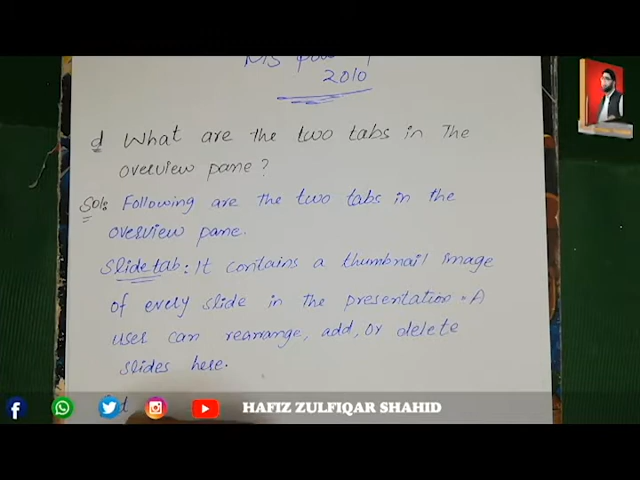 MS
2010
d What are the two tabs in The
overview pane?
Sol: Following are the two tabs in the
overview pane.
Slide tab: It contains a thumbnail image
of every slide in the presentation. A
user can rearrange, add, or delete
slides here.
HAFIZ ZULFIQAR SHAHID